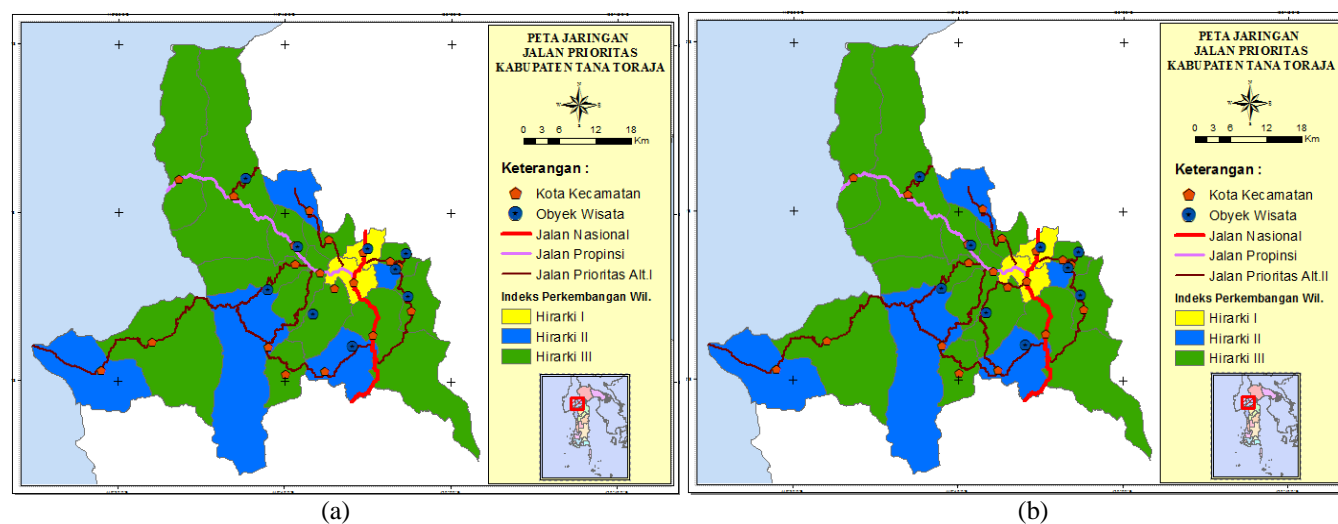 PETA JARINGAN
JALAN PRIORITAS
KABUPATEN TANA TORAJA
0 3 6 12 18
Km
Keterangan :
Kota Kecamatan
Obyek Wisata
Jalan Nasional
Jalan Propinsi
Jalan Prioritas Alt.II
Indeks Perkembangan Wil.
Hirarki I
Hirarki II
Hirarki III
(a)
PETA JARINGAN
JALAN PRIORITAS
KABUPATEN TANA TORAJA
0 3 6 12 18
Km
Keterangan :
Kota Kecamatan
Obyek Wisata
Jalan Nasional
Jalan Propinsi
Jalan Prioritas Alt.II
Indeks Perkembangan Wil.
Hirarki I
Hirarki II
Hirarki III
(b)